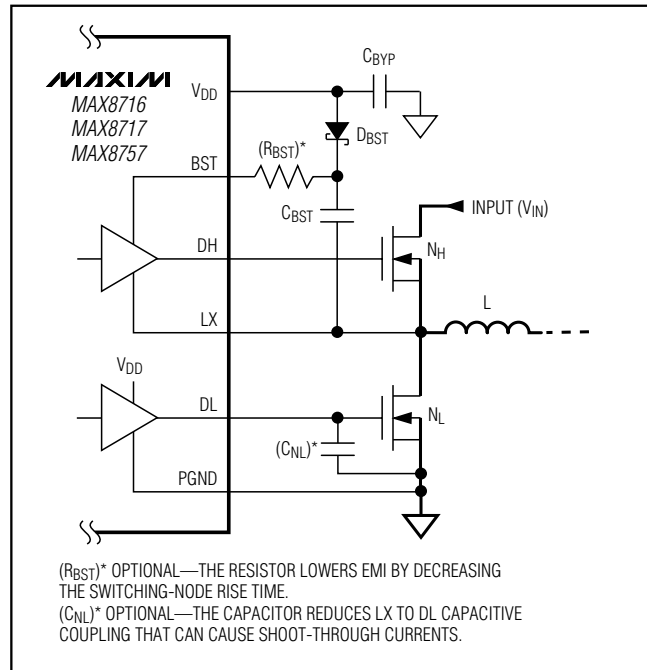 MAXIM
MAX8716
MAX8717
MAX8757
VDD
CBYP
DBST
(RBST)*
BST
CBST
INPUT (VIN)
DH
NH
L
LX
VDD
DL
NL
(CNL)*
PGND
(RBST)* OPTIONAL—THE RESISTOR LOWERS EMI BY DECREASING
THE SWITCHING-NODE RISE TIME.
(CNL)* OPTIONAL—THE CAPACITOR REDUCES LX TO DL CAPACITIVE
COUPLING THAT CAN CAUSE SHOOT-THROUGH CURRENTS.